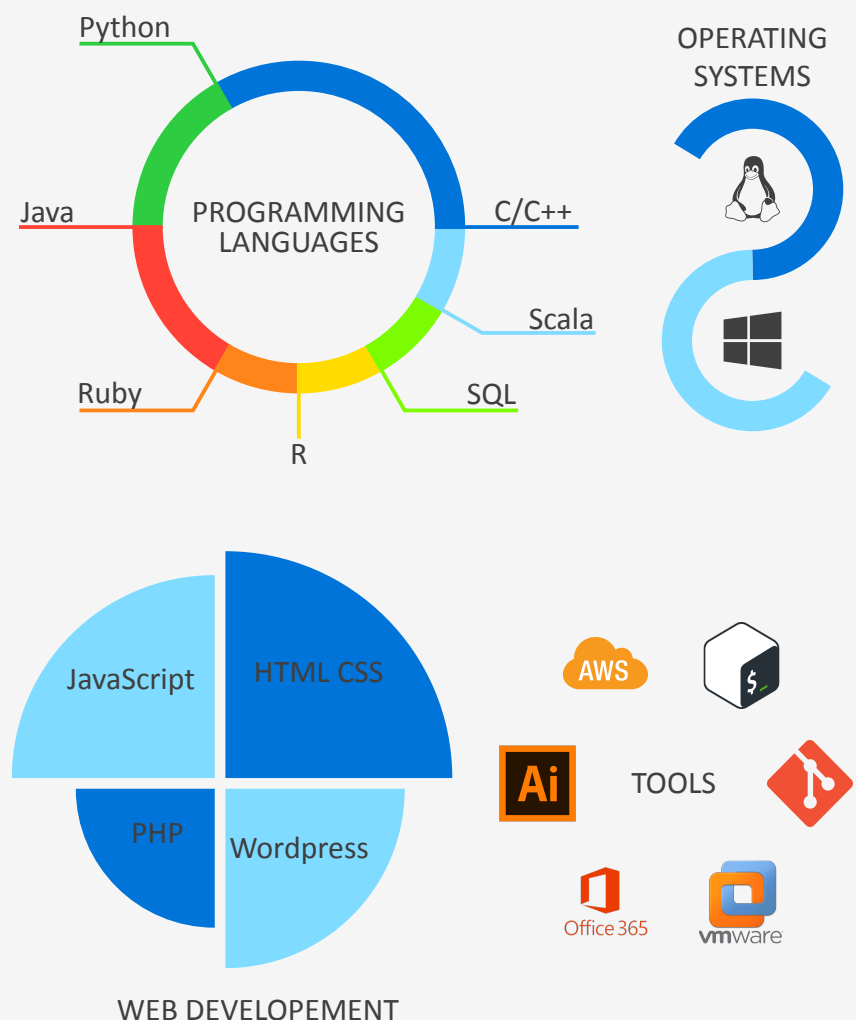 Python
OPERATING
SYSTEMS
Java
PROGRAMMING
LANGUAGES
C/C++
Scala
Ruby
SQL
R
JavaScript
HTML CSS
PHP
Wordpress
WEB DEVELOPEMENT
AWS
$_
Ai
TOOLS
Office 365
vmware